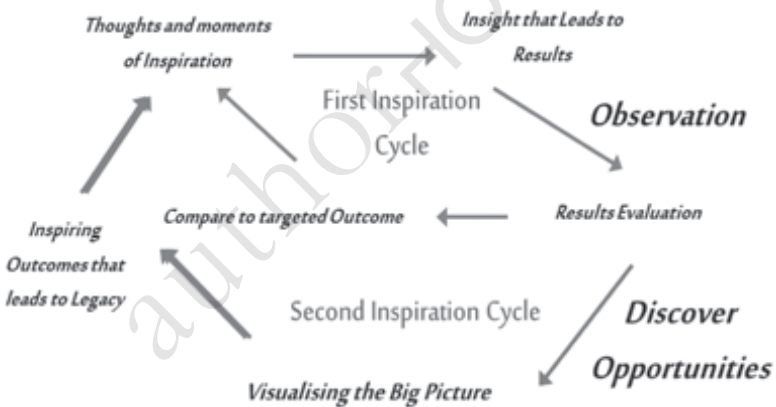 Thoughts and moments
of Inspiration
Insight that Leads to
Results
First Inspiration
Cycle
Observation
Inspiring
Outcomes that
leads to Legacy
Compare to targeted Outcome
Results Evaluation
Second Inspiration Cycle
Discover
Opportunities
Visualising the Big Picture